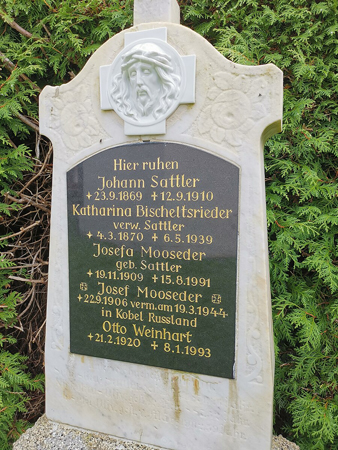 Hier ruhen
Johann Sattler
* 23.9.1869 ✝ 12.9.1910
Katharina Bischeltsrieder
verw. Sattler
* 4.3.1870 ✝ 6.5.1939
Josefa Mooseder
geb. Sattler
* 19.11.1909 ✝ 15.8.1991
Josef Mooseder
* 22.9.1906 verm. am 19.3.1944
in Kobel Russland
Otto Weinhart
* 21.2.1920 ✝ 8.1.1993